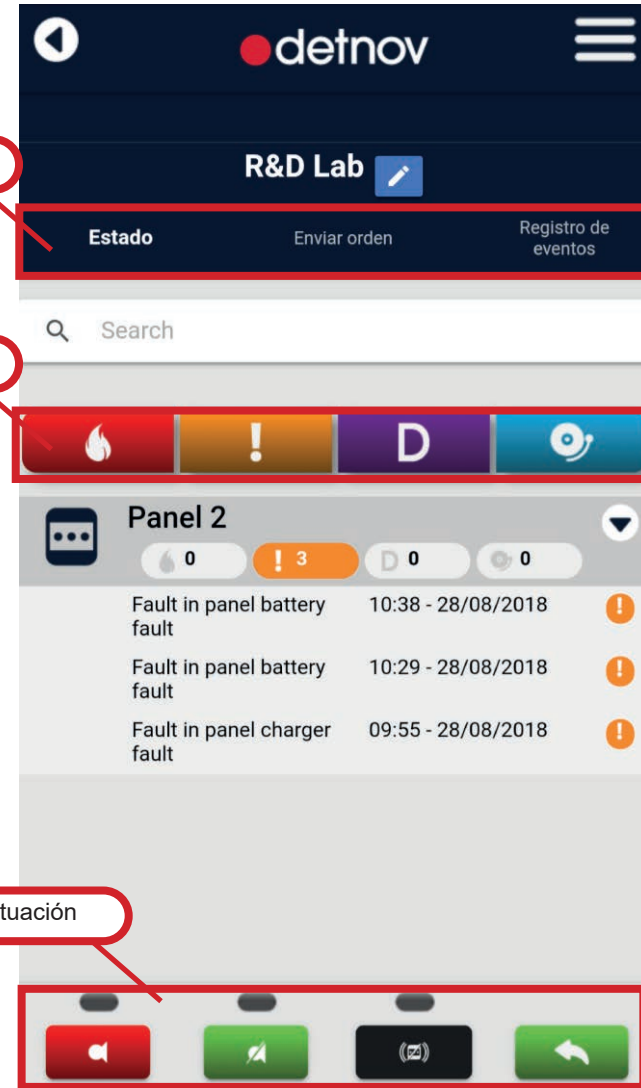 detnov
R&D Lab
Estado
Enviar orden
Registro de
eventos
Search
D
Panel 2
0
! 3
D 0
0
Fault in panel battery
fault
10:38 - 28/08/2018
!
Fault in panel battery
fault
10:29 - 28/08/2018
!
Fault in panel charger
fault
09:55 - 28/08/2018
!
tuación